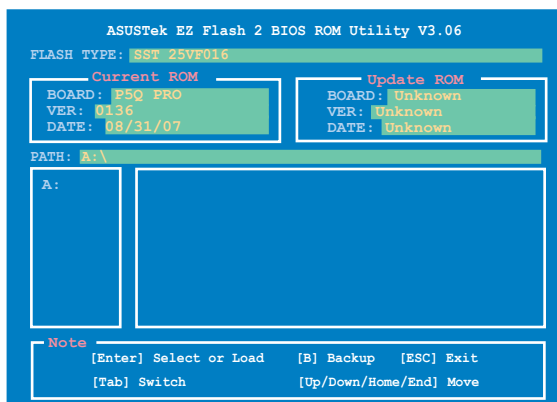 ASUSTek EZ Flash 2 BIOS ROM Utility V3.06
FLASH TYPE: SST 25VF016
Current ROM
BOARD: P5Q PRO
VER: 0136
DATE: 08/31/07
Update ROM
BOARD: Unknown
VER: Unknown
DATE: Unknown
PATH: A:\
A:
Note
[Enter] Select or Load [B] Backup [ESC] Exit
[Tab] Switch [Up/Down/Home/End] Move